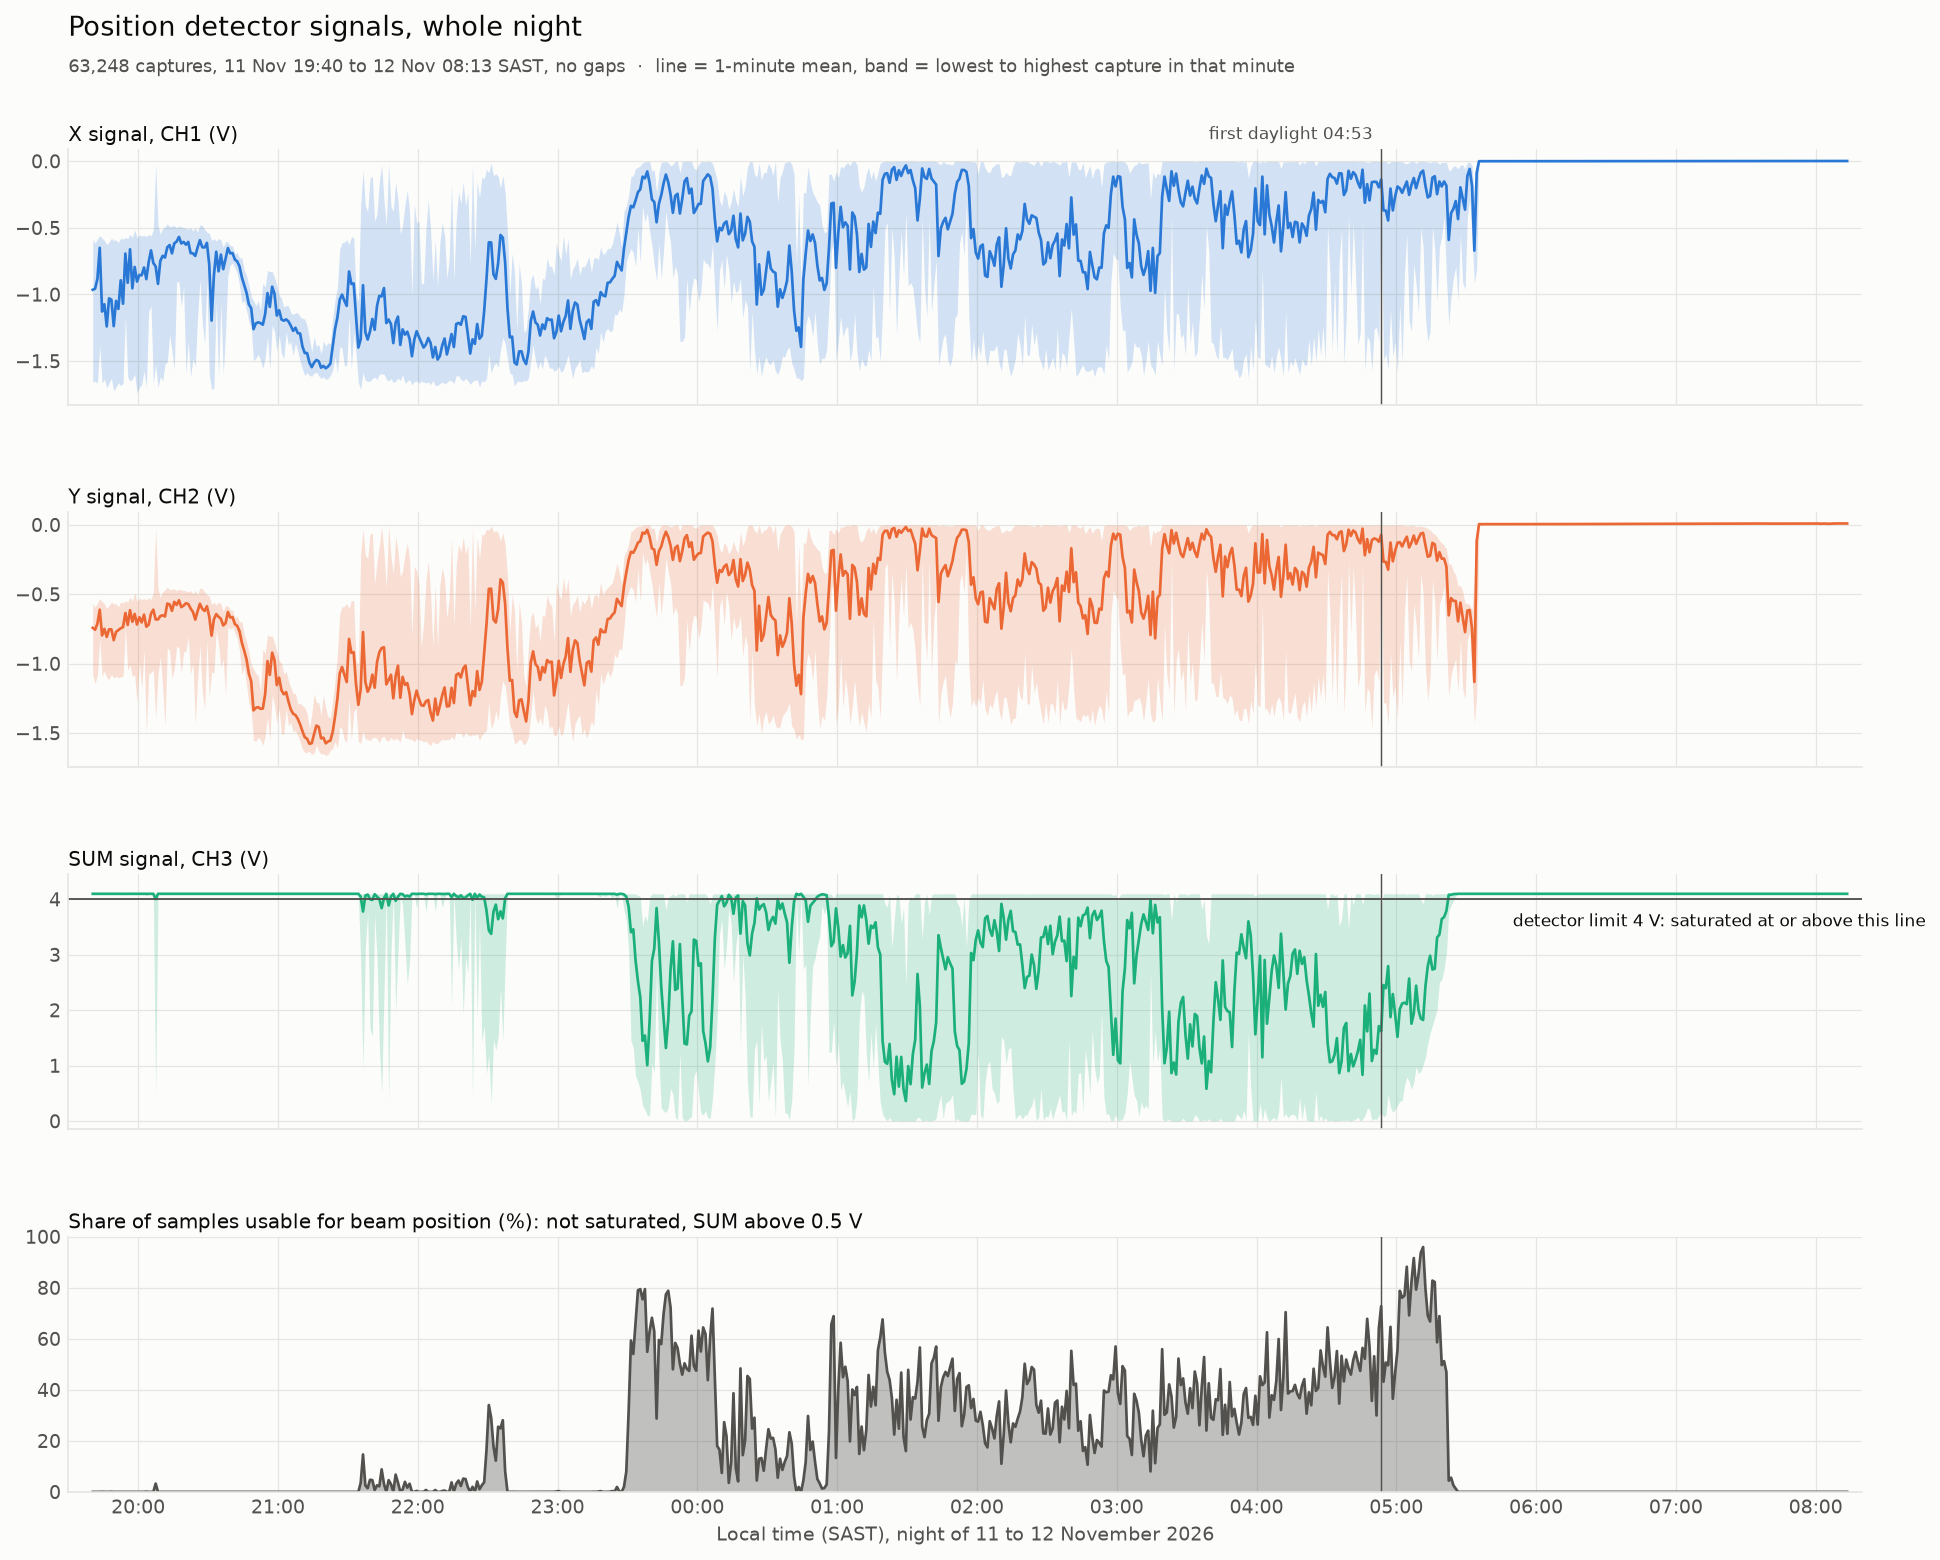 Position detector signals, whole night
63,248 captures, 11 Nov 19:40 to 12 Nov 08:13 SAST, no gaps · line = 1-minute mean, band = lowest to highest capture in that minute
X signal, CH1 (V)
first daylight 04:53
0.0
−0.5
−1.0
−1.5
Y signal, CH2 (V)
0.0
−0.5
−1.0
−1.5
SUM signal, CH3 (V)
4
detector limit 4 V: saturated at or above this line
3
2
1
0
Share of samples usable for beam position (%): not saturated, SUM above 0.5 V
100
80
60
40
20
0
20:00 21:00 22:00 23:00 00:00 01:00 02:00 03:00 04:00 05:00 06:00 07:00 08:00
Local time (SAST), night of 11 to 12 November 2026